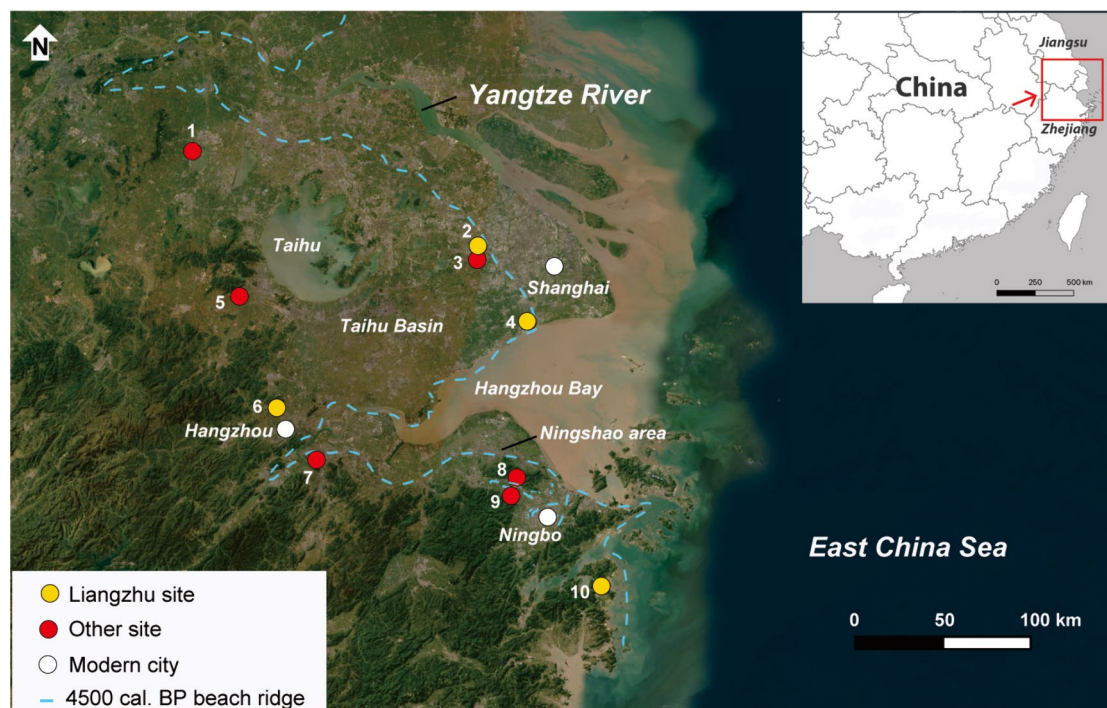 N
Yangtze River
1
Taihu
2
3
Shanghai
5
4
Taihu Basin
Hangzhou Bay
6
Hangzhou
Ningshao area
7
8
9
Ningbo
10
East China Sea
Jiangsu
China
Zhejiang
0 250 500 km
Liangzhu site
Other site
Modern city
4500 cal. BP beach ridge
0 50 100 km